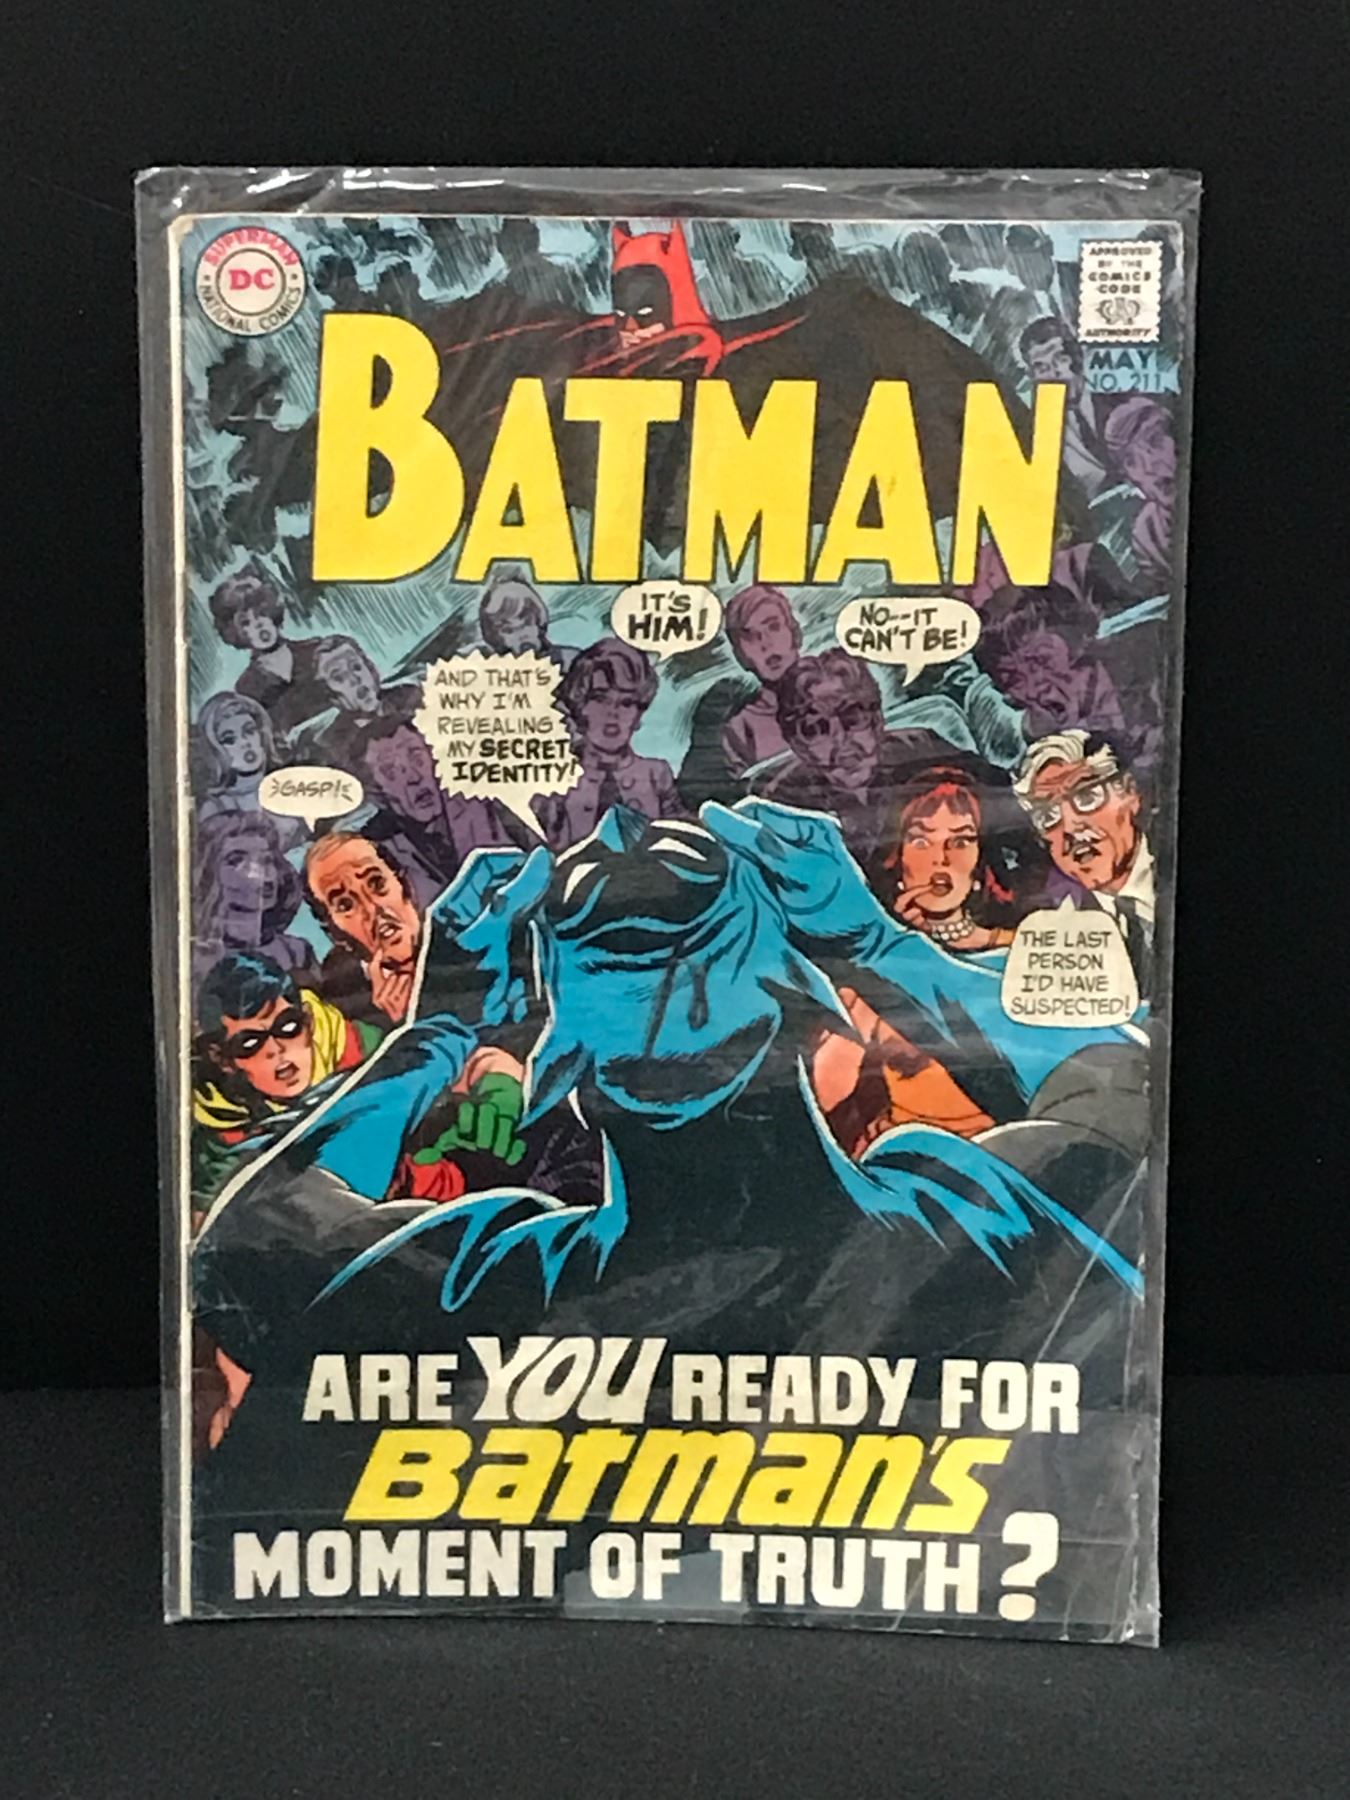 SUPERMAN
DC
NATIONAL COMICS
APPROVED
BY THE
COMICS
CODE
AUTHORITY
MAY
NO. 211
BATMAN
IT'S
HIM!
NO--IT
CAN'T BE!
AND THAT'S
WHY I'M
REVEALING
MY SECRET
IDENTITY!
GASP!
THE LAST
PERSON
I'D HAVE
SUSPECTED!
ARE YOU READY FOR
Batman's
MOMENT OF TRUTH?